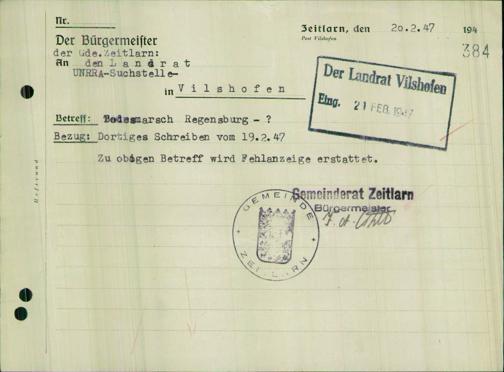 Nr.
Zeitlarn, den 20.2.47 194
Post Vilshofen
384
Der Bürgermeister
der Gde.Zeitlarn:
An den L a n d r a t
UNRRA-Suchstelle-
in V i l s h o f e n
Der Landrat Vilshofen
Eing. 21 FEB. 1947
Betreff: Todesmarsch Regensburg - ?
Bezug: Dortiges Schreiben vom 19.2.47
Zu obigen Betreff wird Fehlanzeige erstattet.
Gemeinderat Zeitlarn
Bürgermeister
GEMEINDE
ZEITLARN